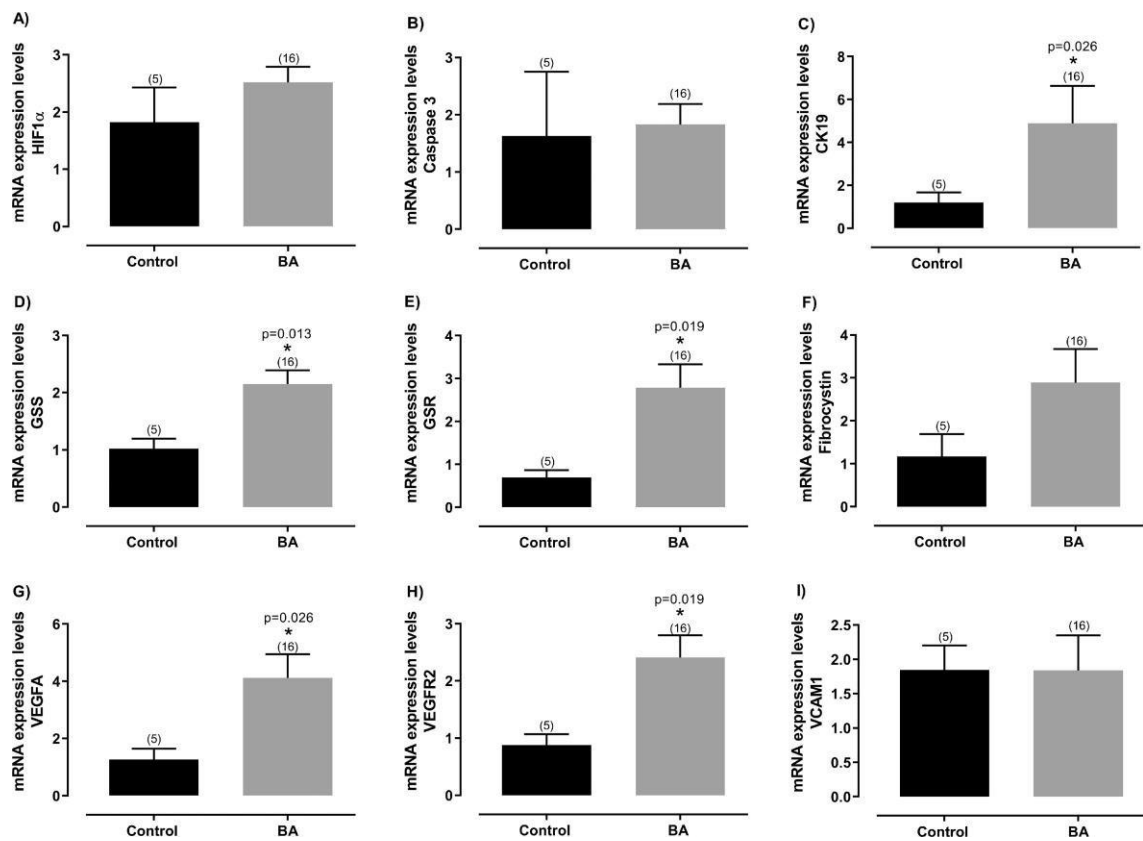 A)
mRNA expression levels
HIF1α
3
2
1
0
(5)
(16)
Control
BA
B)
mRNA expression levels
Caspase 3
3
2
1
0
(5)
(16)
Control
BA
C)
mRNA expression levels
CK19
8
6
4
2
0
(5)
p=0.026
*
(16)
Control
BA
D)
mRNA expression levels
GSS
3
2
1
0
(5)
p=0.013
*
(16)
Control
BA
E)
mRNA expression levels
GSR
4
3
2
1
0
(5)
p=0.019
*
(16)
Control
BA
F)
mRNA expression levels
Fibrocystin
4
3
2
1
0
(5)
(16)
Control
BA
G)
mRNA expression levels
VEGFA
6
4
2
0
(5)
p=0.026
*
(16)
Control
BA
H)
mRNA expression levels
VEGFR2
3
2
1
0
(5)
p=0.019
*
(16)
Control
BA
I)
mRNA expression levels
VCAM1
2.5
2.0
1.5
1.0
0.5
0.0
(5)
(16)
Control
BA